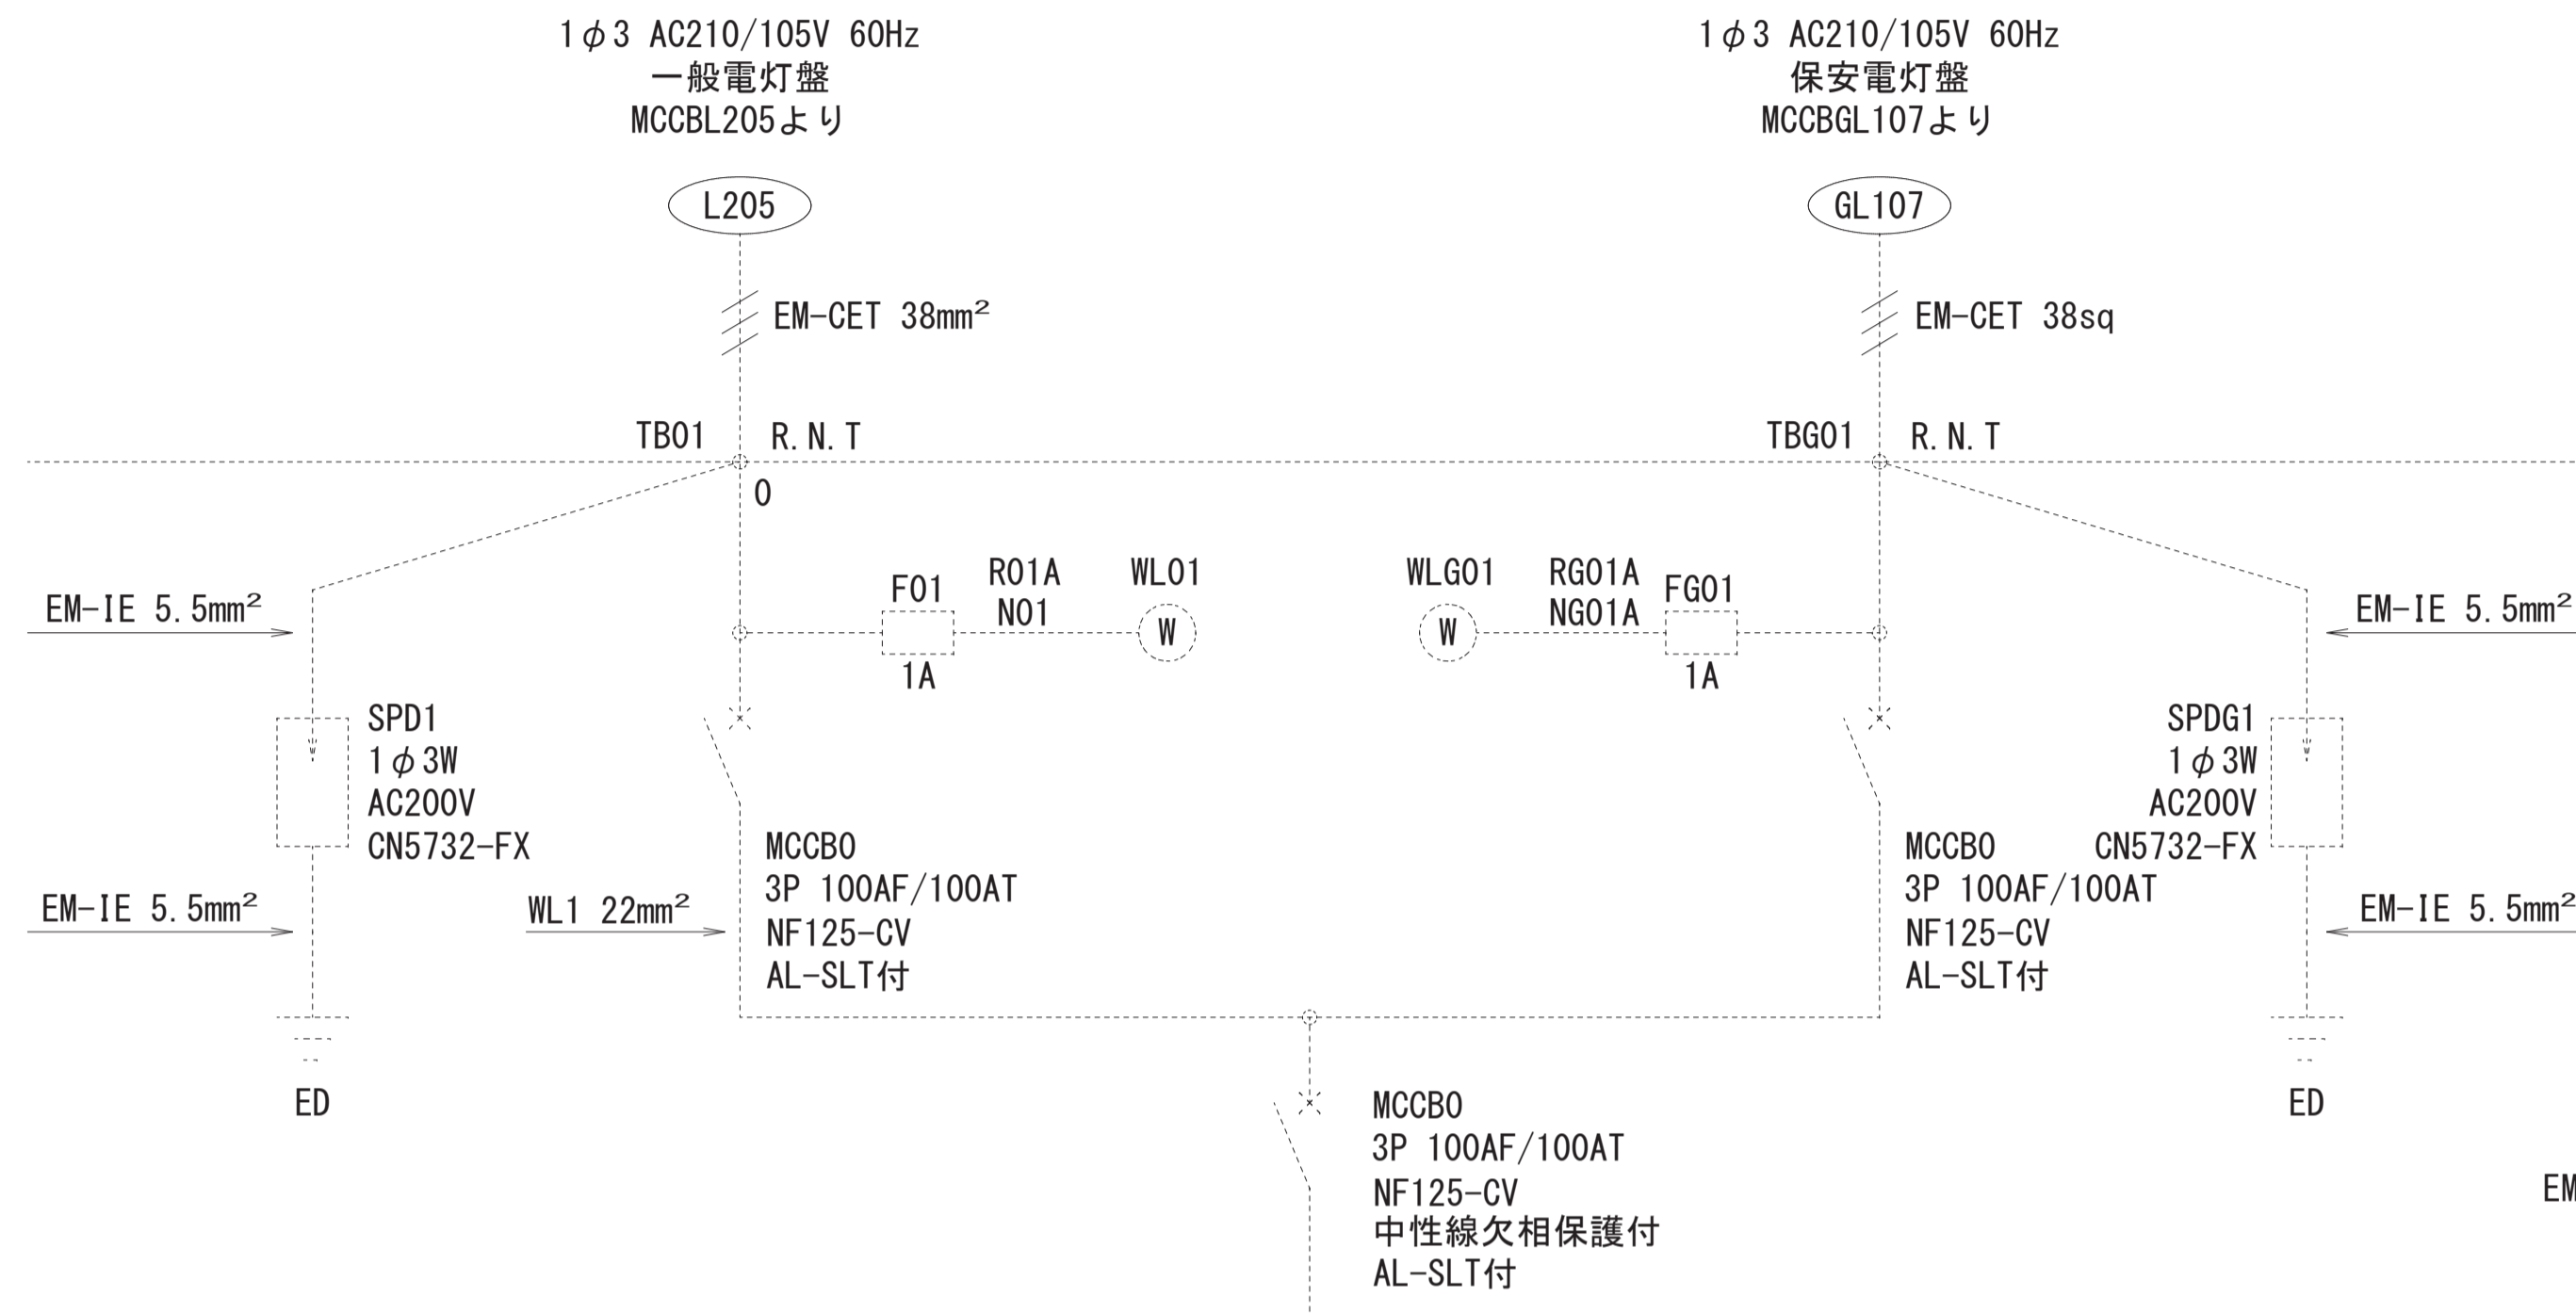 1φ3 AC210/105V 60Hz
一般電灯盤
MCCBL205より
L205
EM-CET 38mm²
TB01 R.N.T
0
1φ3 AC210/105V 60Hz
保安電灯盤
MCCBGL107より
GL107
EM-CET 38sq
TBG01 R.N.T
EM-IE 5.5mm²
F01
1A
R01A
N01
WL01
W
WLG01
W
RG01A
NG01A
FG01
1A
EM-IE 5.5mm²
SPD1
1φ3W
AC200V
CN5732-FX
EM-IE 5.5mm²
ED
WL1 22mm²
MCCB0
3P 100AF/100AT
NF125-CV
AL-SLT付
MCCB0
3P 100AF/100AT
NF125-CV
AL-SLT付
SPDG1
1φ3W
AC200V
CN5732-FX
EM-IE 5.5mm²
ED
MCCB0
3P 100AF/100AT
NF125-CV
中性線欠相保護付
AL-SLT付